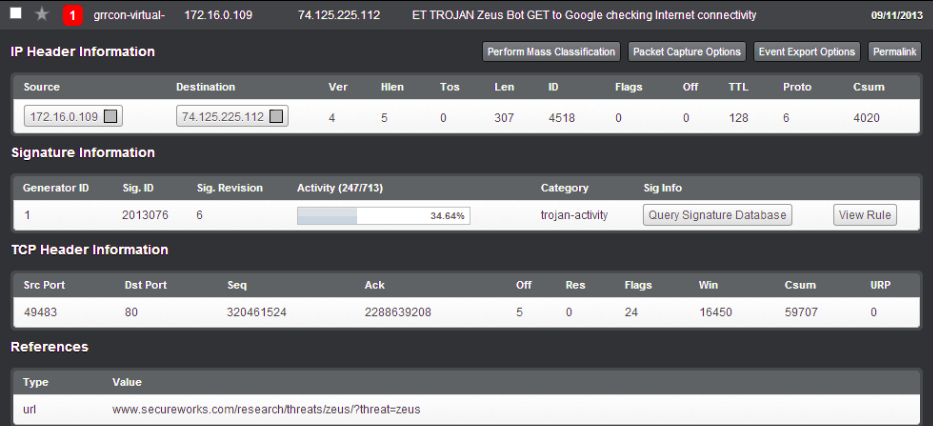 1 grrcon-virtual- 172.16.0.109 74.125.225.112 ET TROJAN Zeus Bot GET to Google checking Internet connectivity 09/11/2013
IP Header Information Perform Mass Classification Packet Capture Options Event Export Options Permalink
Source Destination Ver Hlen Tos Len ID Flags Off TTL Proto Csum
172.16.0.109 74.125.225.112 4 5 0 307 4518 0 0 128 6 4020
Signature Information
Generator ID Sig. ID Sig. Revision Activity (247/713) Category Sig Info
1 2013076 6 34.64% trojan-activity Query Signature Database View Rule
TCP Header Information
Src Port Dst Port Seq Ack Off Res Flags Win Csum URP
49483 80 320461524 2288639208 5 0 24 16450 59707 0
References
Type Value
url www.secureworks.com/research/threats/zeus/?threat=zeus